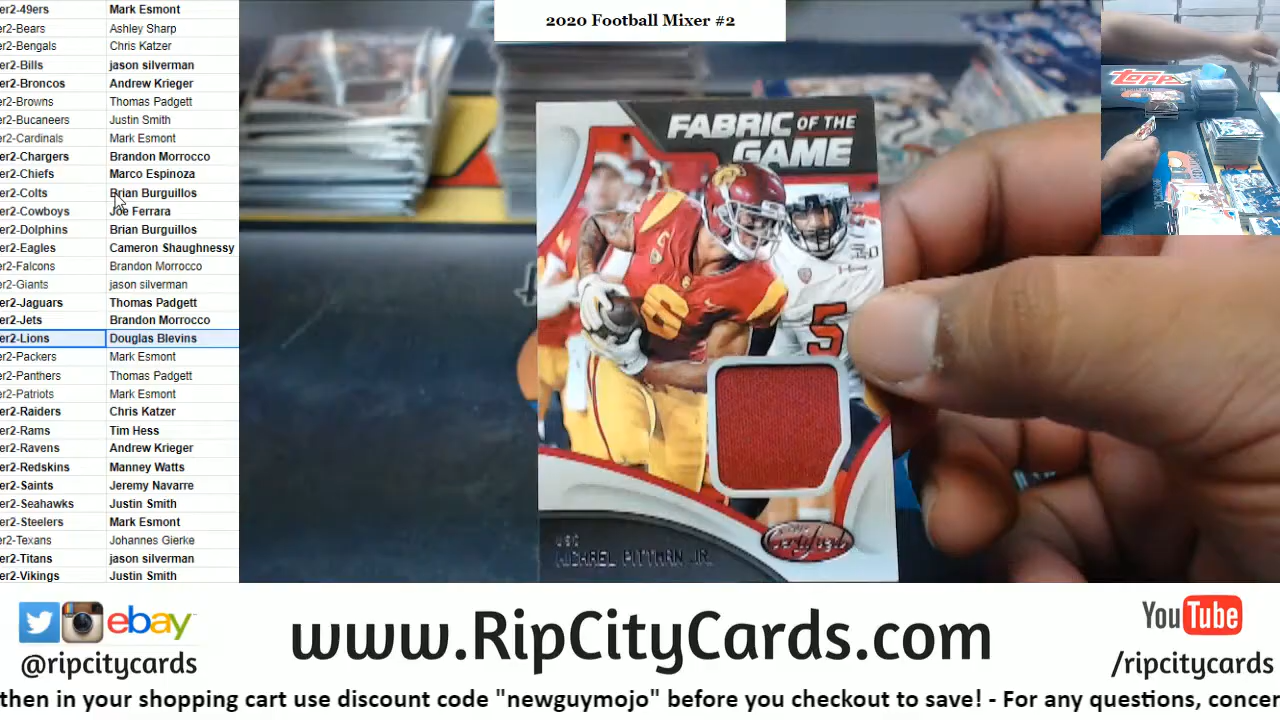 2020 Football Mixer #2
er2-49ers Mark Esmont
er2-Bears Ashley Sharp
er2-Bengals Chris Katzer
er2-Bills jason silverman
er2-Broncos Andrew Krieger
er2-Browns Thomas Padgett
er2-Bucaneers Justin Smith
er2-Cardinals Mark Esmont
er2-Chargers Brandon Morrocco
er2-Chiefs Marco Espinoza
er2-Colts Brian Burguillos
er2-Cowboys Joe Ferrara
er2-Dolphins Brian Burguillos
er2-Eagles Cameron Shaughnessy
er2-Falcons Brandon Morrocco
er2-Giants jason silverman
er2-Jaguars Thomas Padgett
er2-Jets Brandon Morrocco
er2-Lions Douglas Blevins
er2-Packers Mark Esmont
er2-Panthers Thomas Padgett
er2-Patriots Mark Esmont
er2-Raiders Chris Katzer
er2-Rams Tim Hess
er2-Ravens Andrew Krieger
er2-Redskins Manney Watts
er2-Saints Jeremy Navarre
er2-Seahawks Justin Smith
er2-Steelers Mark Esmont
er2-Texans Johannes Gierke
er2-Titans jason silverman
er2-Vikings Justin Smith
FABRIC OF THE
GAME
6
5
USC
MICHAEL PITTMAN JR.
Certified
TOPPS
ebay
@ripcitycards
www.RipCityCards.com
YouTube
/ripcitycards
then in your shopping cart use discount code "newguymojo" before you checkout to save! - For any questions, concer